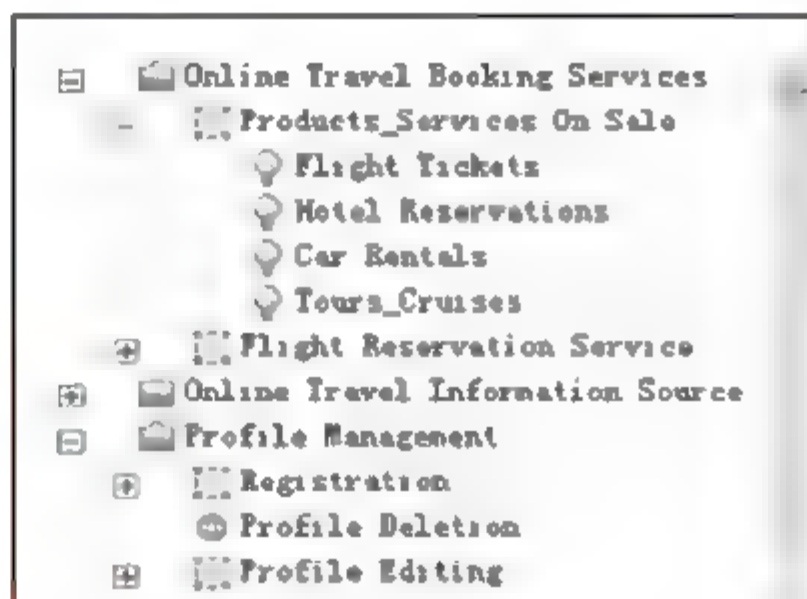 Online Travel Booking Services
Products_Services On Sale
Flight Tickets
Hotel Reservations
Car Rentals
Tours_Cruises
Flight Reservation Service
Online Travel Information Source
Profile Management
Registration
Profile Deletion
Profile Editing